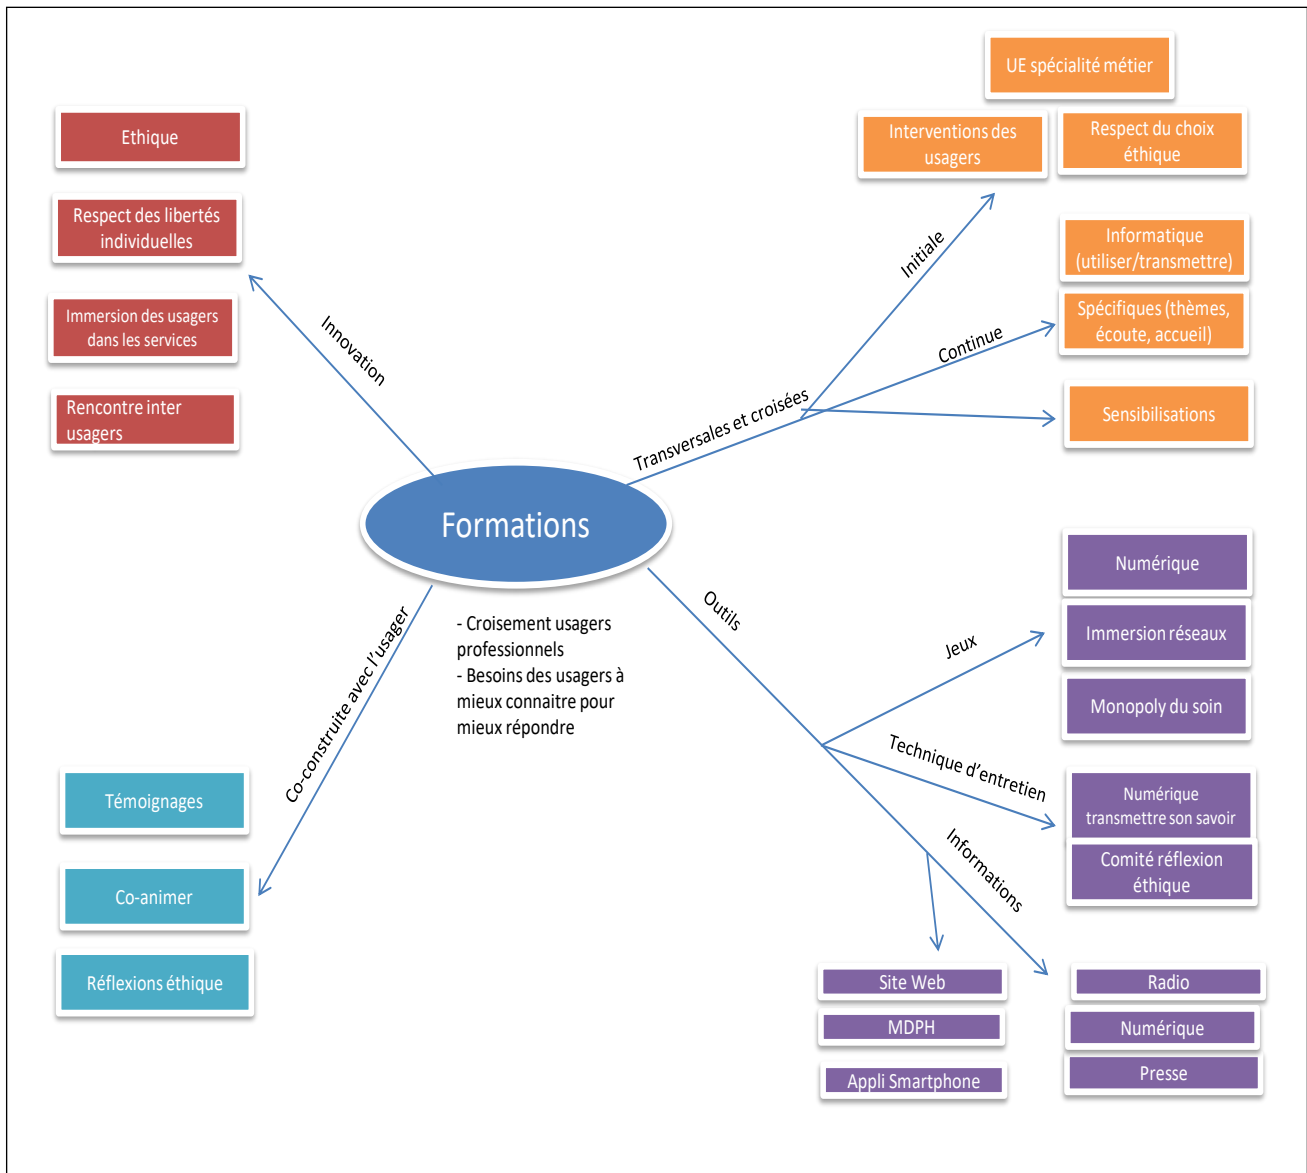 UE spécialité métier
Interventions des
usagers
Respect du choix
éthique
Ethique
Respect des libertés
individuelles
Immersion des usagers
dans les services
Rencontre inter
usagers
Innovation
Initiale
Continue
Transversales et croisées
Informatique
(utiliser/transmettre)
Spécifiques (thèmes,
écoute, accueil)
Sensibilisations
Formations
- Croisement usagers
professionnels
- Besoins des usagers à
mieux connaitre pour
mieux répondre
Co-construite avec l'usager
Témoignages
Co-animer
Réflexions éthique
Outils
Jeux
Technique d'entretien
Informations
Numérique
Immersion réseaux
Monopoly du soin
Numérique
transmettre son savoir
Comité réflexion
éthique
Site Web
MDPH
Appli Smartphone
Radio
Numérique
Presse